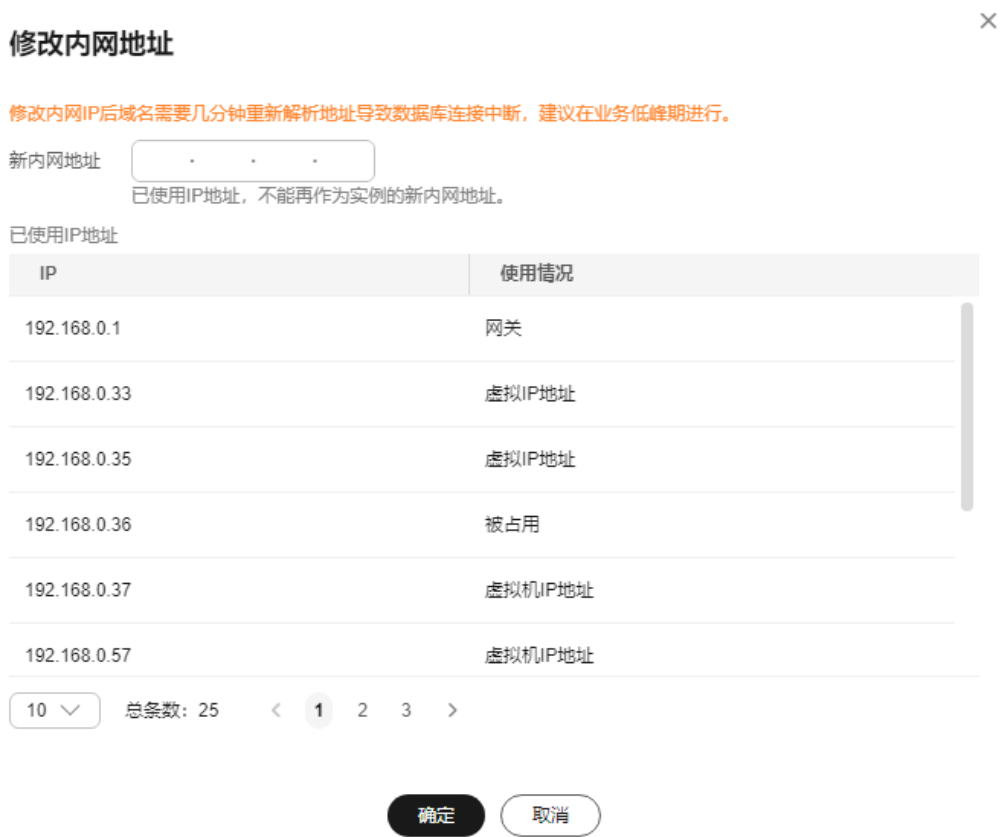 修改内网地址
修改内网IP后域名需要几分钟重新解析地址导致数据库连接中断，建议在业务低峰期进行。
新内网地址 . . .
已使用IP地址，不能再作为实例的新内网地址。
已使用IP地址
IP 使用情况
192.168.0.1 网关
192.168.0.33 虚拟IP地址
192.168.0.35 虚拟IP地址
192.168.0.36 被占用
192.168.0.37 虚拟机IP地址
192.168.0.57 虚拟机IP地址
10 总条数：25 < 1 2 3 >
确定 取消